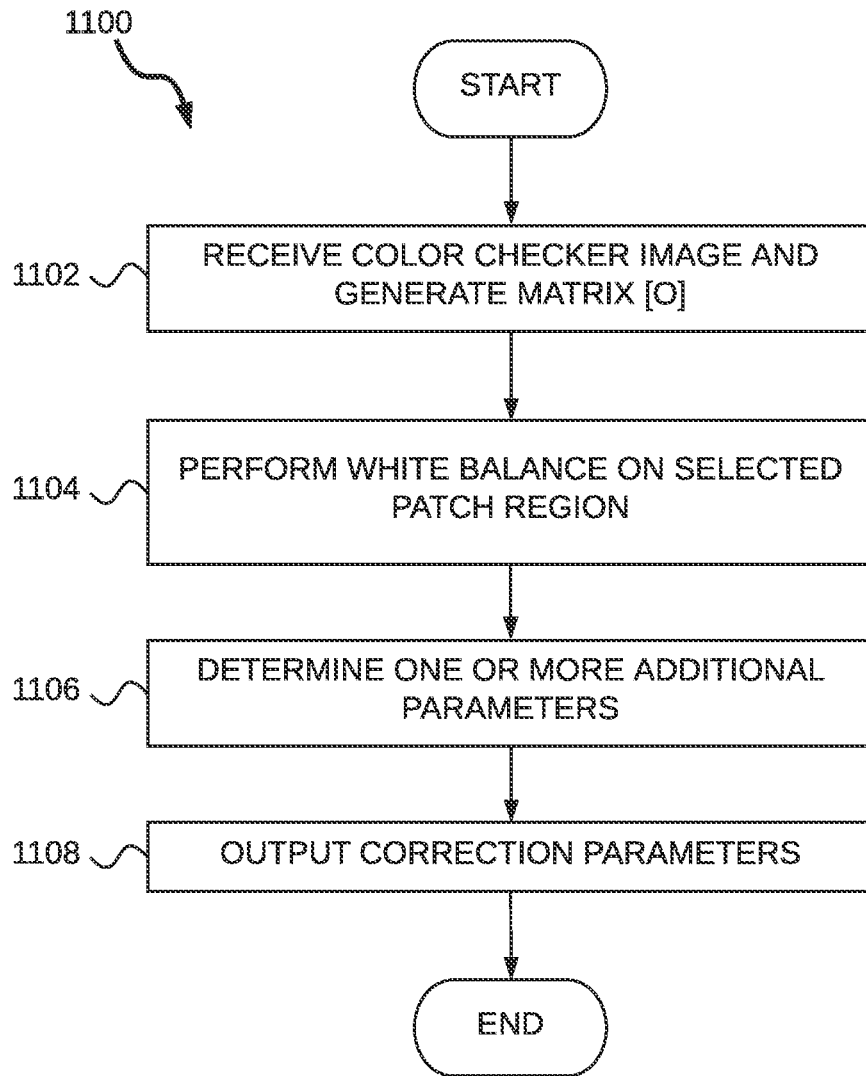 1100
START
1102
RECEIVE COLOR CHECKER IMAGE AND
GENERATE MATRIX [O]
1104
PERFORM WHITE BALANCE ON SELECTED
PATCH REGION
1106
DETERMINE ONE OR MORE ADDITIONAL
PARAMETERS
1108
OUTPUT CORRECTION PARAMETERS
END